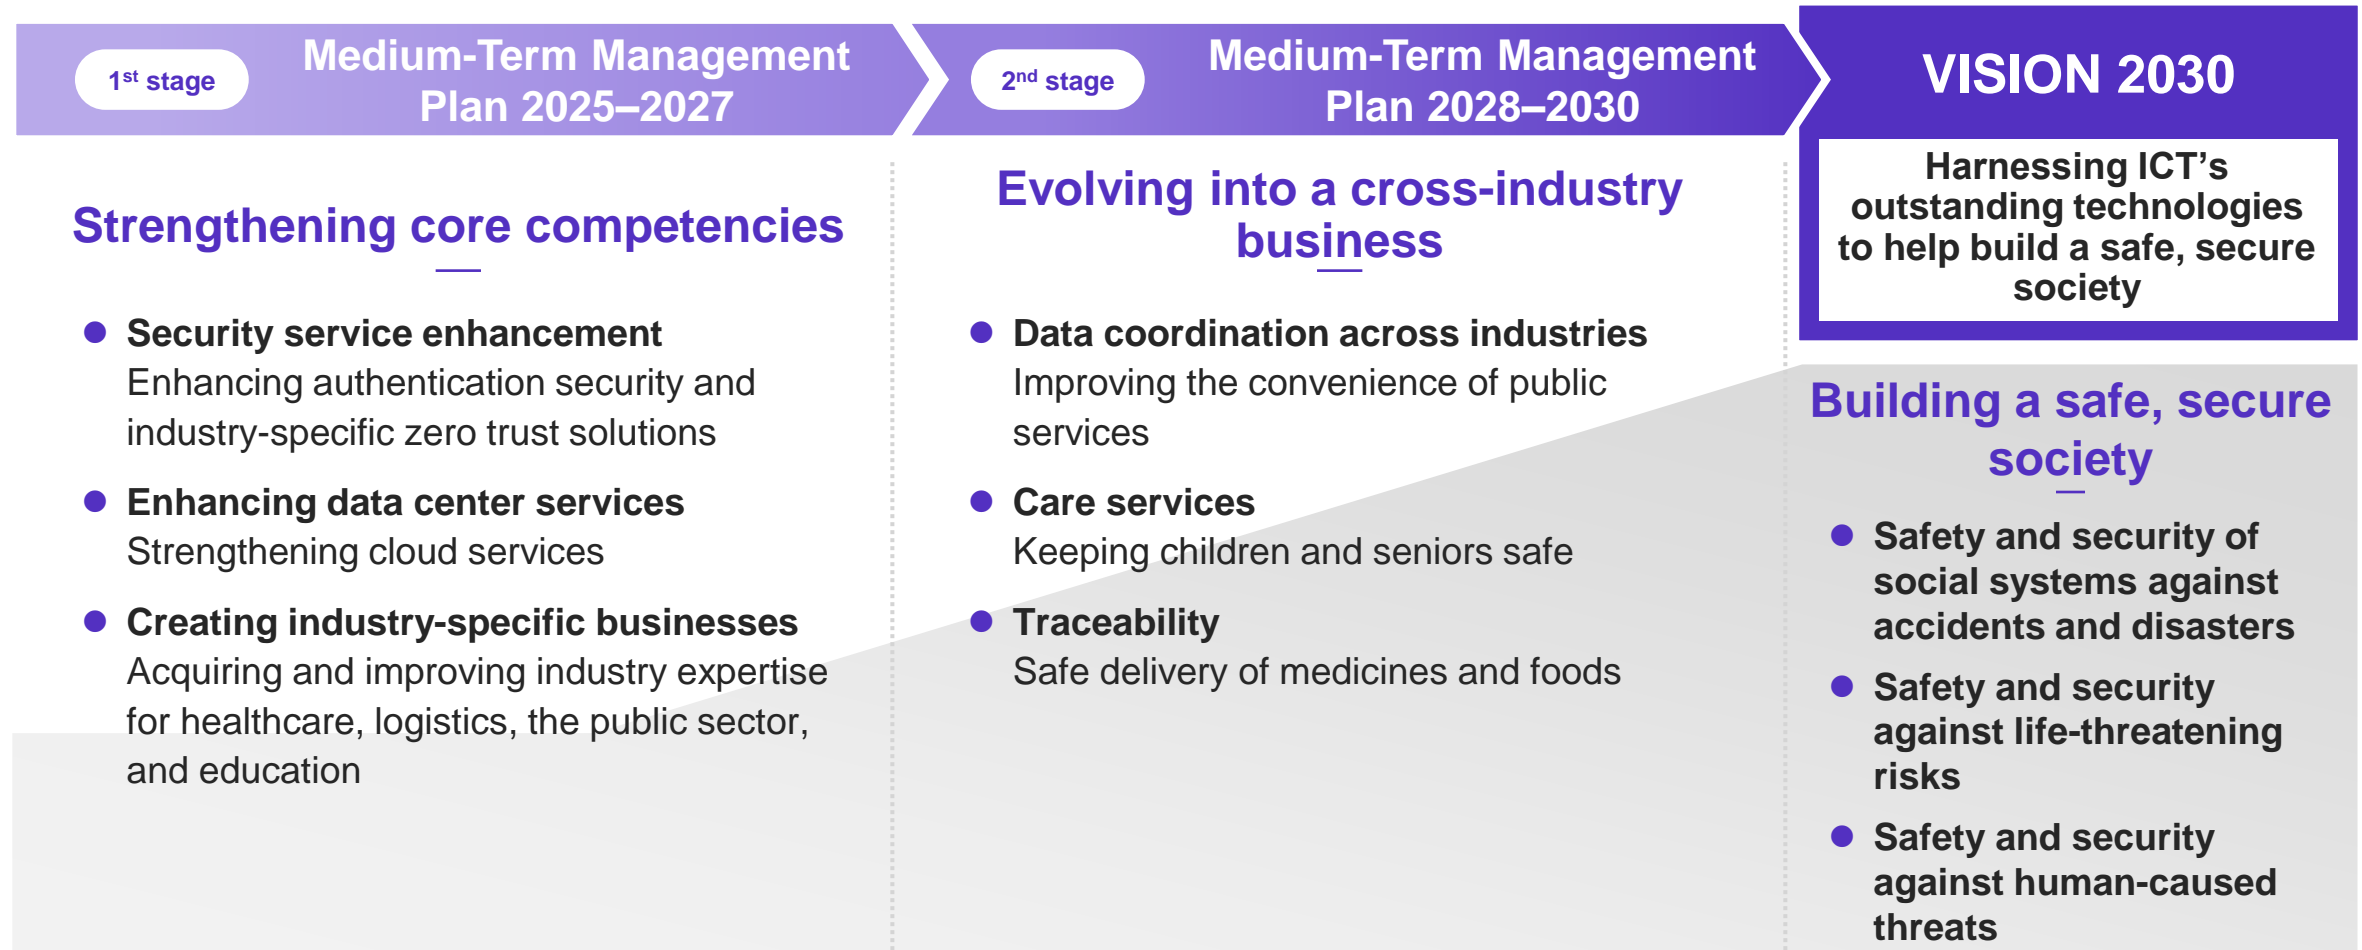 1st stage
Medium-Term Management
Plan 2025–2027
Strengthening core competencies
Security service enhancement
Enhancing authentication security and
industry-specific zero trust solutions
Enhancing data center services
Strengthening cloud services
Creating industry-specific businesses
Acquiring and improving industry expertise
for healthcare, logistics, the public sector,
and education
2nd stage
Medium-Term Management
Plan 2028–2030
Evolving into a cross-industry
business
Data coordination across industries
Improving the convenience of public
services
Care services
Keeping children and seniors safe
Traceability
Safe delivery of medicines and foods
VISION 2030
Harnessing ICT’s
outstanding technologies
to help build a safe, secure
society
Building a safe, secure
society
Safety and security of
social systems against
accidents and disasters
Safety and security
against life-threatening
risks
Safety and security
against human-caused
threats